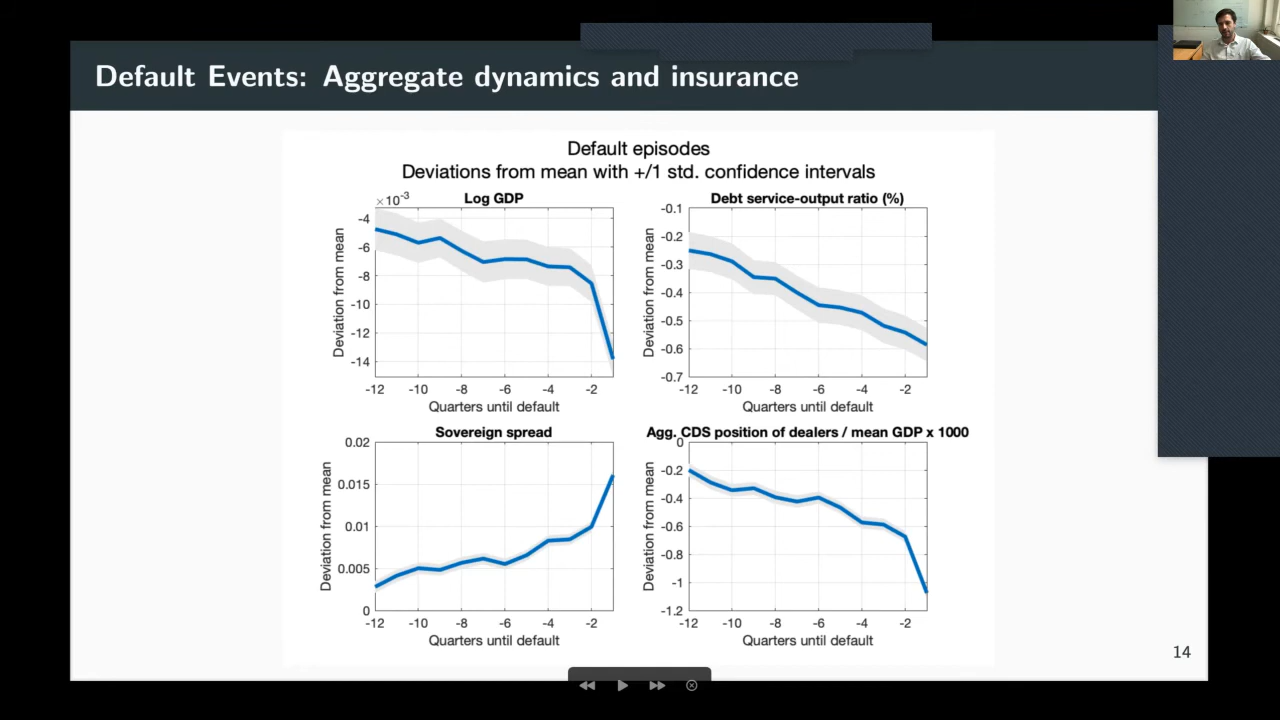 Default Events: Aggregate dynamics and insurance
Default episodes
Deviations from mean with +/1 std. confidence intervals
Log GDP
× 10⁻³
-4
-6
-8
-10
-12
-14
Deviation from mean
-12 -10 -8 -6 -4 -2
Quarters until default
Debt service-output ratio (%)
-0.1
-0.2
-0.3
-0.4
-0.5
-0.6
-0.7
Deviation from mean
-12 -10 -8 -6 -4 -2
Quarters until default
Sovereign spread
0.02
0.015
0.01
0.005
0
Deviation from mean
-12 -10 -8 -6 -4 -2
Quarters until default
Agg. CDS position of dealers / mean GDP x 1000
0
-0.2
-0.4
-0.6
-0.8
-1
-1.2
Deviation from mean
-12 -10 -8 -6 -4 -2
Quarters until default
14